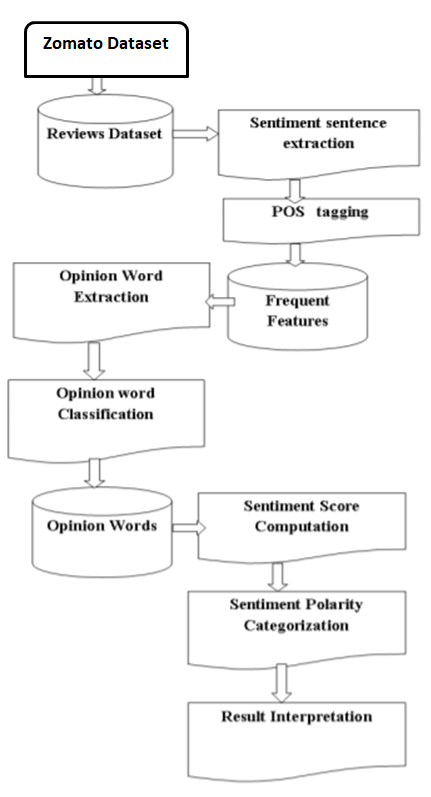 Zomato Dataset
Reviews Dataset
Sentiment sentence
extraction
POS tagging
Frequent
Features
Opinion Word
Extraction
Opinion word
Classification
Opinion Words
Sentiment Score
Computation
Sentiment Polarity
Categorization
Result Interpretation